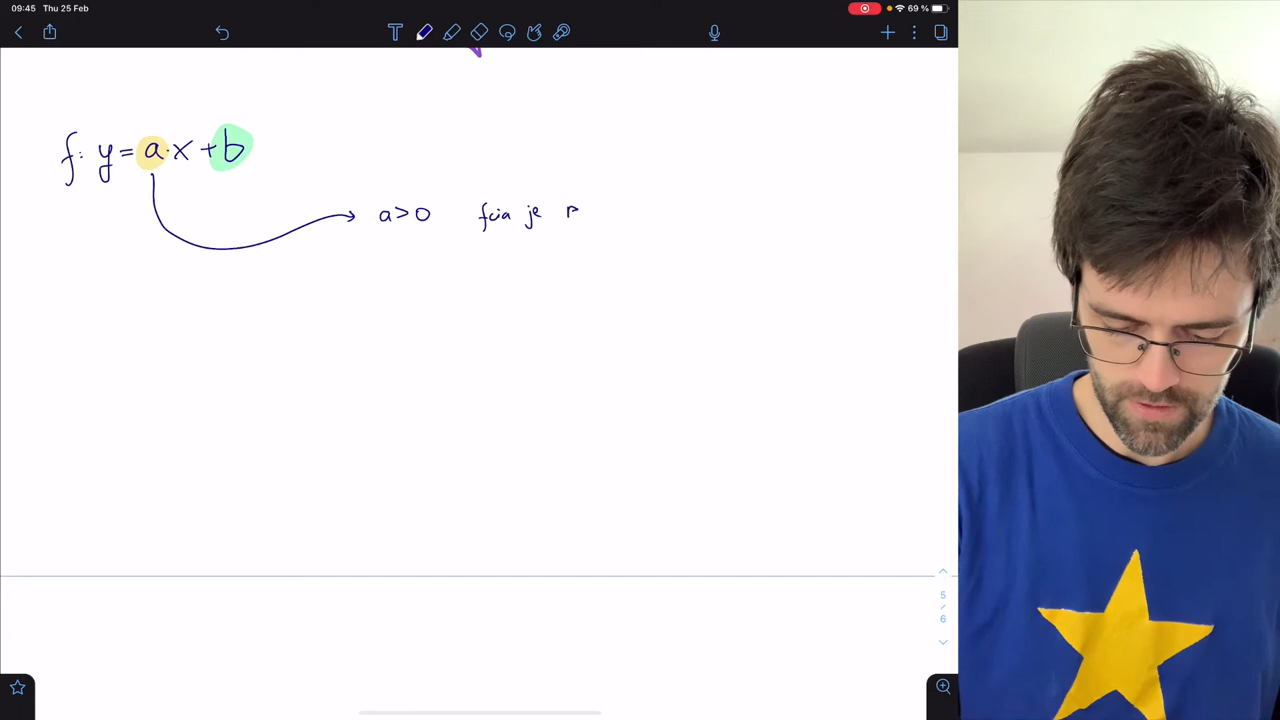 09:45 Thu 25 Feb
69 %
T
f: y = a·x + b
a > 0 fcia je
5
/
6